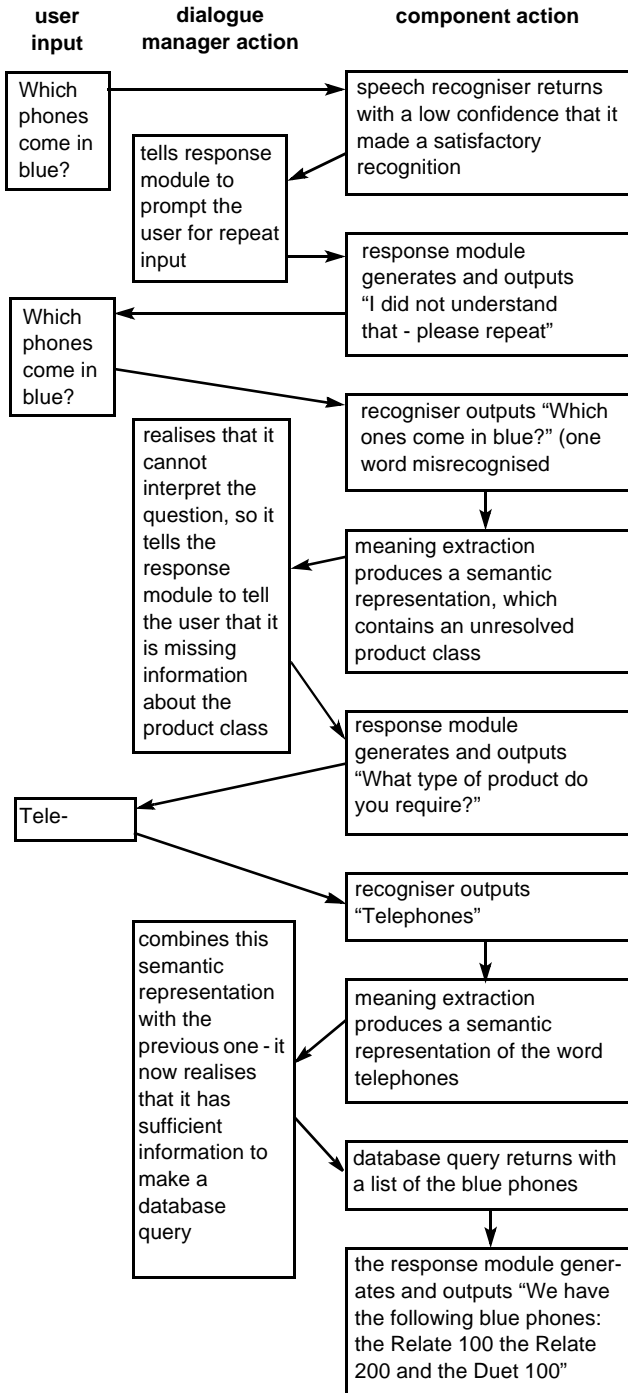 user
input
dialogue
manager action
component action
Which
phones
come in
blue?
speech recogniser returns
with a low confidence that it
made a satisfactory
recognition
tells response
module to
prompt the
user for repeat
input
response module
generates and outputs
“I did not understand
that - please repeat”
Which
phones
come in
blue?
recogniser outputs “Which
ones come in blue?” (one
word misrecognised
realises that it
cannot
interpret the
question, so it
tells the
response
module to tell
the user that it
is missing
information
about the
product class
meaning extraction
produces a semantic
representation, which
contains an unresolved
product class
response module
generates and outputs
“What type of product do
you require?”
Tele-
recogniser outputs
“Telephones”
combines this
semantic
representation
with the
previous one - it
now realises
that it has
sufficient
information to
make a
database
query
meaning extraction
produces a semantic
representation of the word
telephones
database query returns with
a list of the blue phones
the response module gener-
ates and outputs “We have
the following blue phones:
the Relate 100 the Relate
200 and the Duet 100”